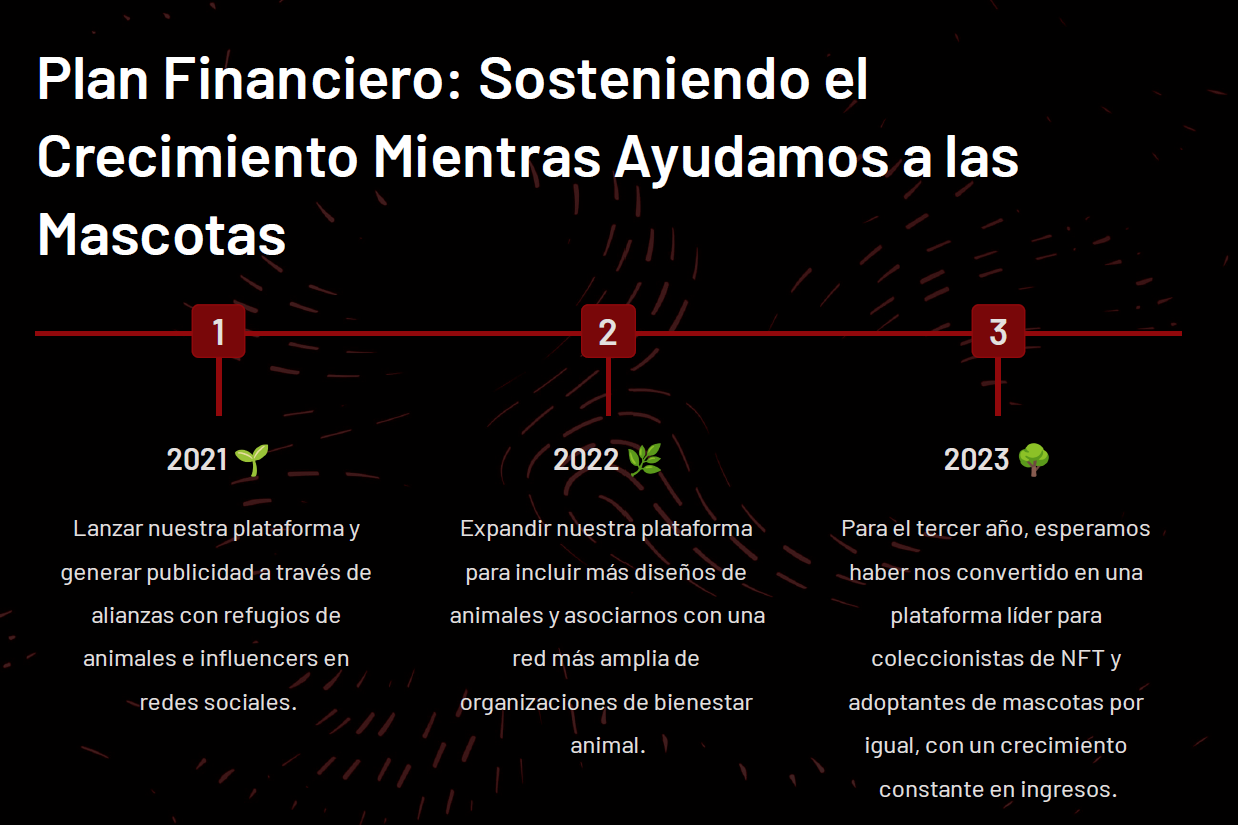 Plan Financiero: Sosteniendo el
Crecimiento Mientras Ayudamos a las
Mascotas
1
2
3
2021 🌱
Lanzar nuestra plataforma y
generar publicidad a través de
alianzas con refugios de
animales e influencers en
redes sociales.
2022 🌿
Expandir nuestra plataforma
para incluir más diseños de
animales y asociarnos con una
red más amplia de
organizaciones de bienestar
animal.
2023 🌳
Para el tercer año, esperamos
haber nos convertido en una
plataforma líder para
coleccionistas de NFT y
adoptantes de mascotas por
igual, con un crecimiento
constante en ingresos.